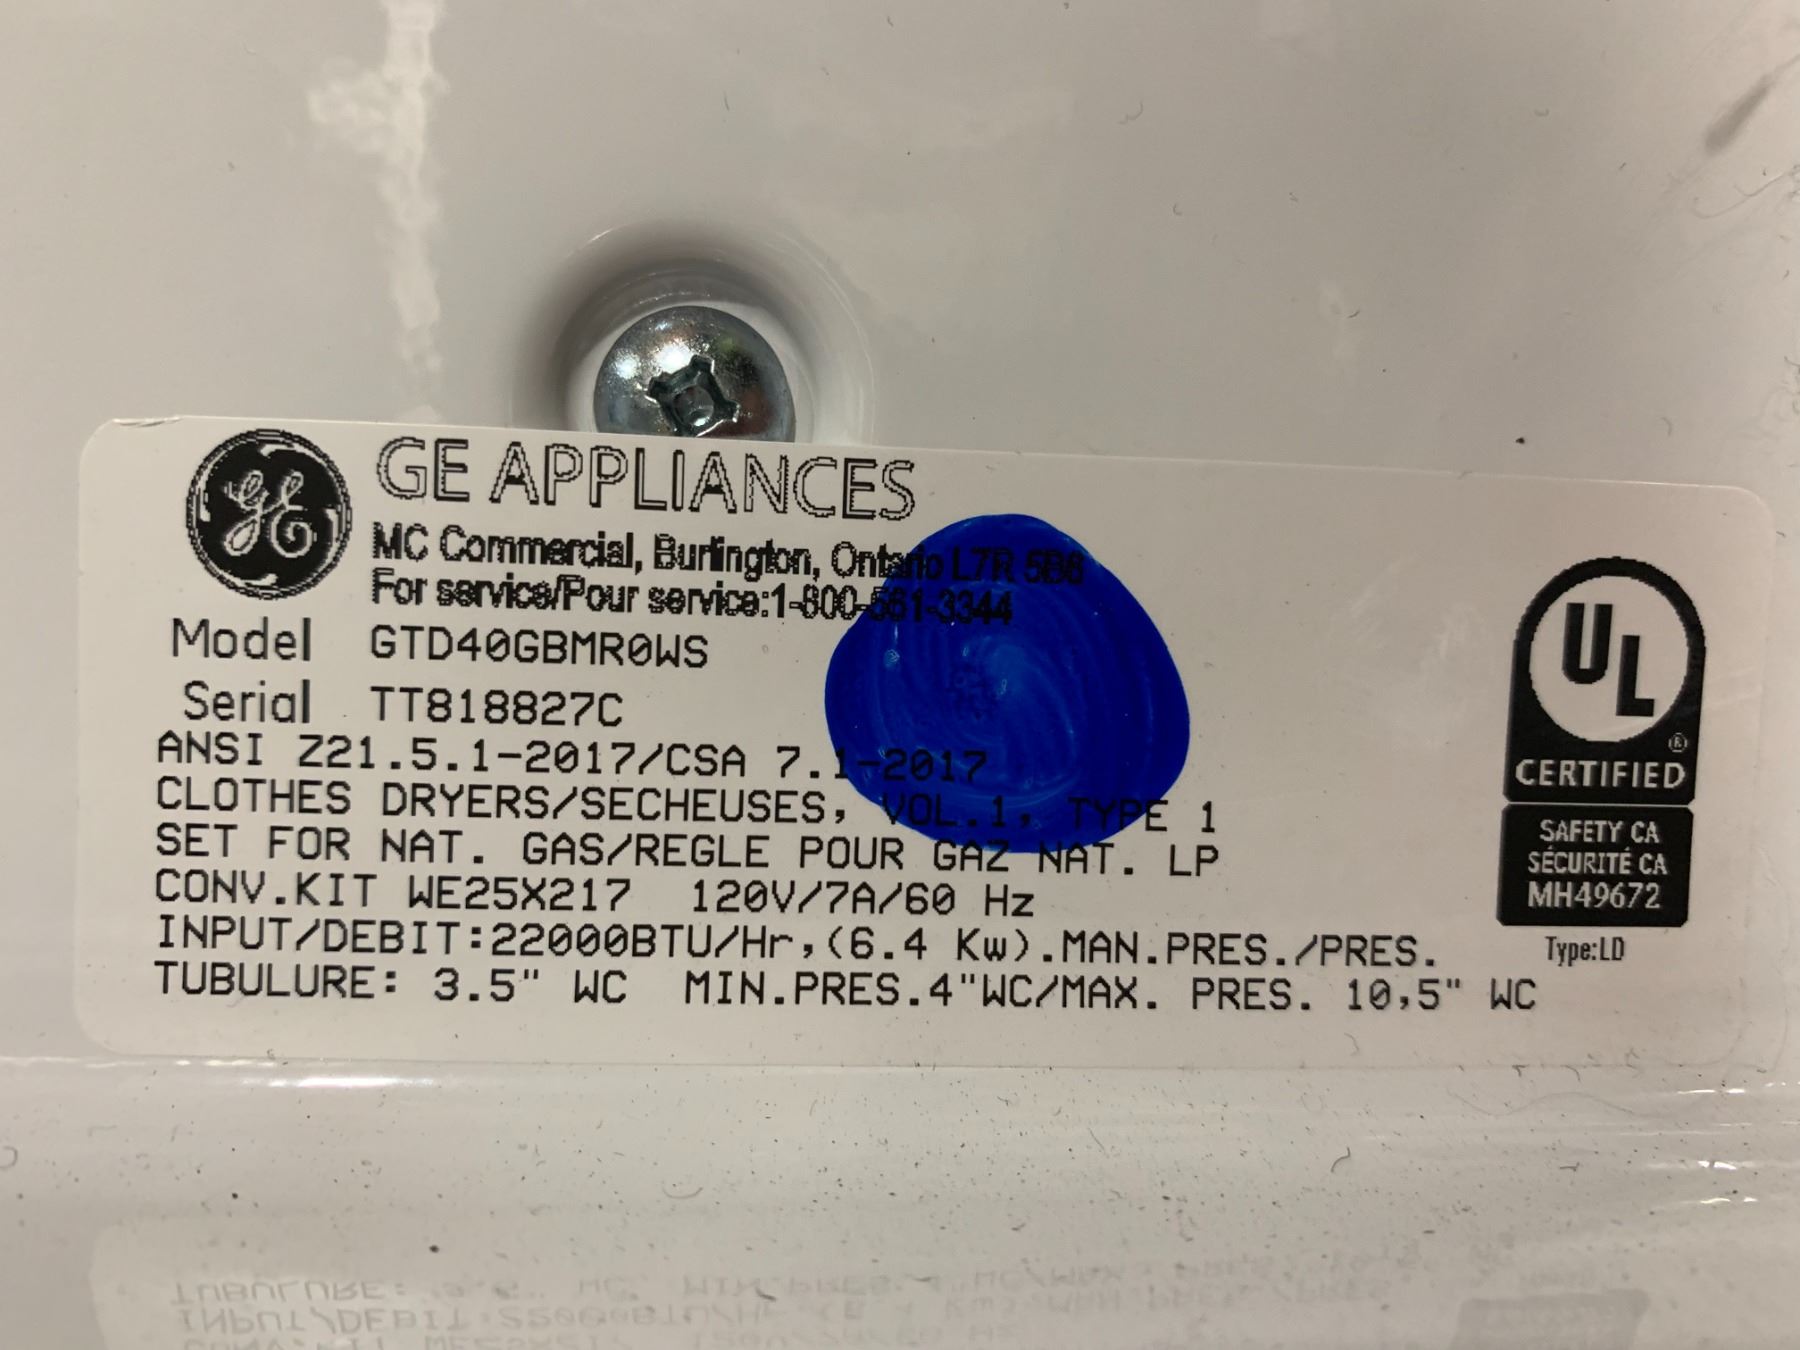 GE
GE APPLIANCES
MC Commercial, Burlington, Ontario L7R 5B6
For service/Pour service:1-800-561-3344
Model GTD40GBMR0WS
Serial TT818827C
ANSI Z21.5.1-2017/CSA 7.1-2017
CLOTHES DRYERS/SECHEUSES, VOL.1, TYPE 1
SET FOR NAT. GAS/REGLE POUR GAZ NAT. LP
CONV.KIT WE25X217 120V/7A/60 Hz
INPUT/DEBIT:22000BTU/Hr,(6.4 Kw).MAN.PRES./PRES.
TUBULURE: 3.5" WC MIN.PRES.4"WC/MAX. PRES. 10,5" WC
UL
®
CERTIFIED
SAFETY CA
SÉCURITÉ CA
MH49672
Type:LD